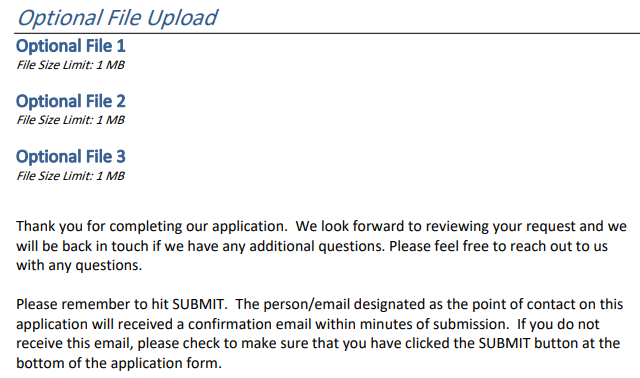 Optional File Upload
Optional File 1
File Size Limit: 1 MB
Optional File 2
File Size Limit: 1 MB
Optional File 3
File Size Limit: 1 MB
Thank you for completing our application.  We look forward to reviewing your request and we
will be back in touch if we have any additional questions. Please feel free to reach out to us
with any questions.
Please remember to hit SUBMIT.  The person/email designated as the point of contact on this
application will received a confirmation email within minutes of submission.  If you do not
receive this email, please check to make sure that you have clicked the SUBMIT button at the
bottom of the application form.